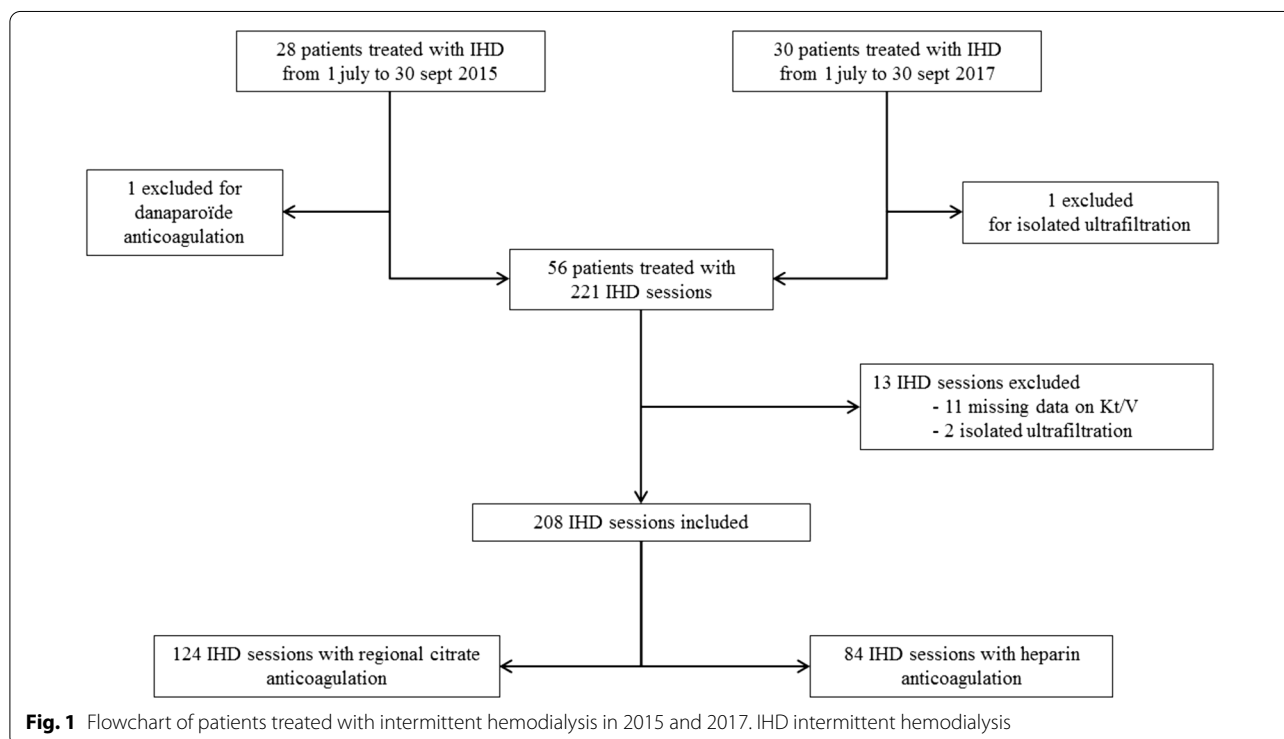 28 patients treated with IHD
from 1 july to 30 sept 2015
30 patients treated with IHD
from 1 july to 30 sept 2017
1 excluded for
danaparoïde
anticoagulation
1 excluded
for isolated ultrafiltration
56 patients treated with
221 IHD sessions
13 IHD sessions excluded
- 11 missing data on Kt/V
- 2 isolated ultrafiltration
208 IHD sessions included
124 IHD sessions with regional citrate
anticoagulation
84 IHD sessions with heparin
anticoagulation
Fig. 1 Flowchart of patients treated with intermittent hemodialysis in 2015 and 2017. IHD intermittent hemodialysis